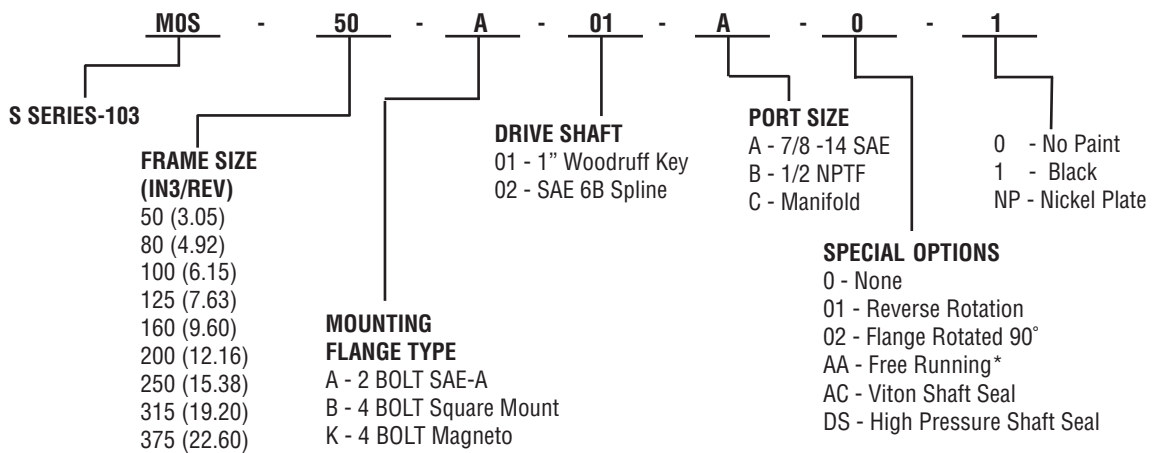 MOS - 50 - A - 01 - A - 0 - 1
S SERIES-103
FRAME SIZE
(IN3/REV)
50 (3.05)
80 (4.92)
100 (6.15)
125 (7.63)
160 (9.60)
200 (12.16)
250 (15.38)
315 (19.20)
375 (22.60)
MOUNTING
FLANGE TYPE
A - 2 BOLT SAE-A
B - 4 BOLT Square Mount
K - 4 BOLT Magneto
DRIVE SHAFT
01 - 1” Woodruff Key
02 - SAE 6B Spline
PORT SIZE
A - 7/8 -14 SAE
B - 1/2 NPTF
C - Manifold
SPECIAL OPTIONS
0 - None
01 - Reverse Rotation
02 - Flange Rotated 90˚
AA - Free Running*
AC - Viton Shaft Seal
DS - High Pressure Shaft Seal
0 - No Paint
1 - Black
NP - Nickel Plate